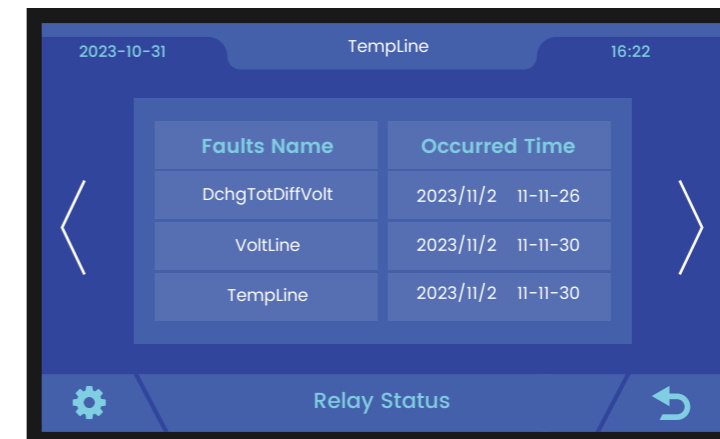 2023-10-31 TempLine 16:22
Faults Name Occurred Time
DchgTotDiffVolt 2023/11/2 11-11-26
VoltLine 2023/11/2 11-11-30
TempLine 2023/11/2 11-11-30
Relay Status